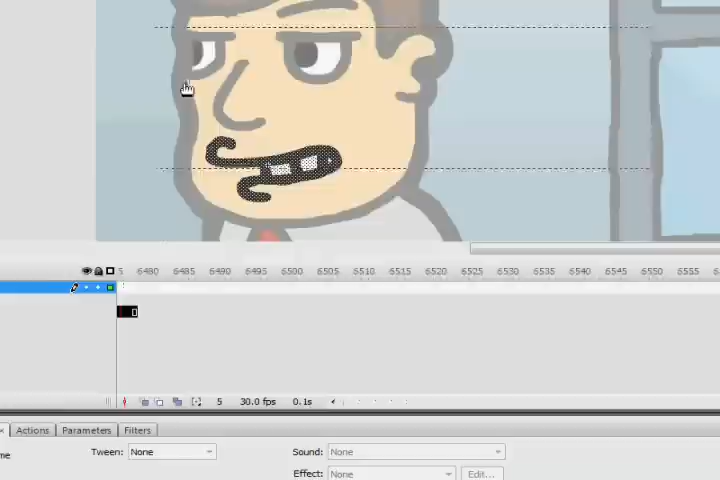 5 6480 6485 6490 6495 6500 6505 6510 6515 6520 6525 6530 6535 6540 6545 6550 6555
5 30.0 fps 0.1s
Actions Parameters Filters
me Tween: None Sound: None
Effect: None Edit...